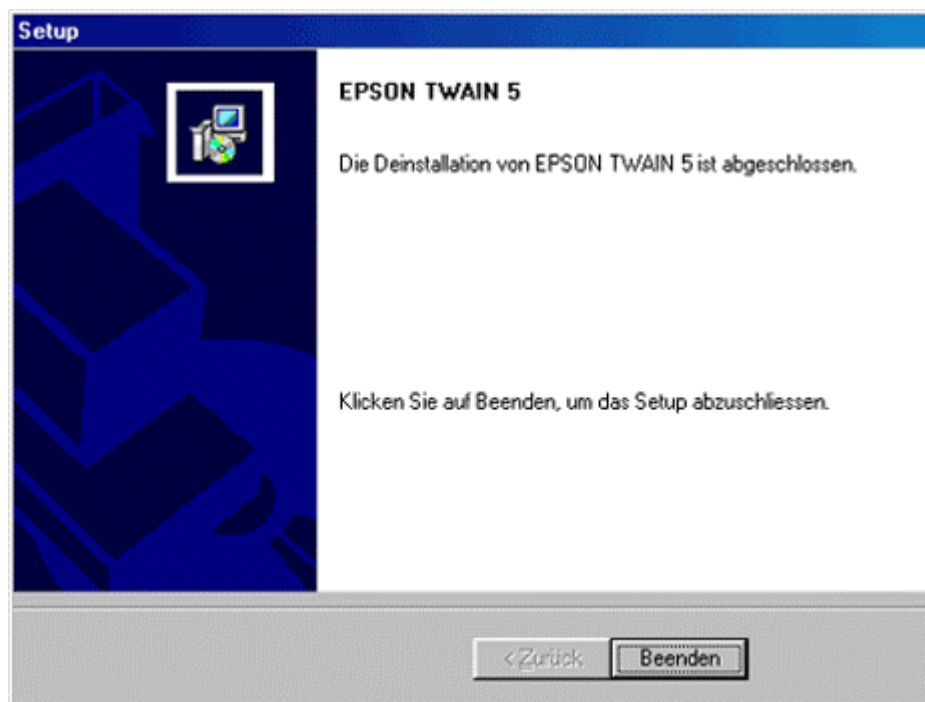 Setup
EPSON TWAIN 5
Die Deinstallation von EPSON TWAIN 5 ist abgeschlossen.
Klicken Sie auf Beenden, um das Setup abzuschliessen.
< Zurück
Beenden